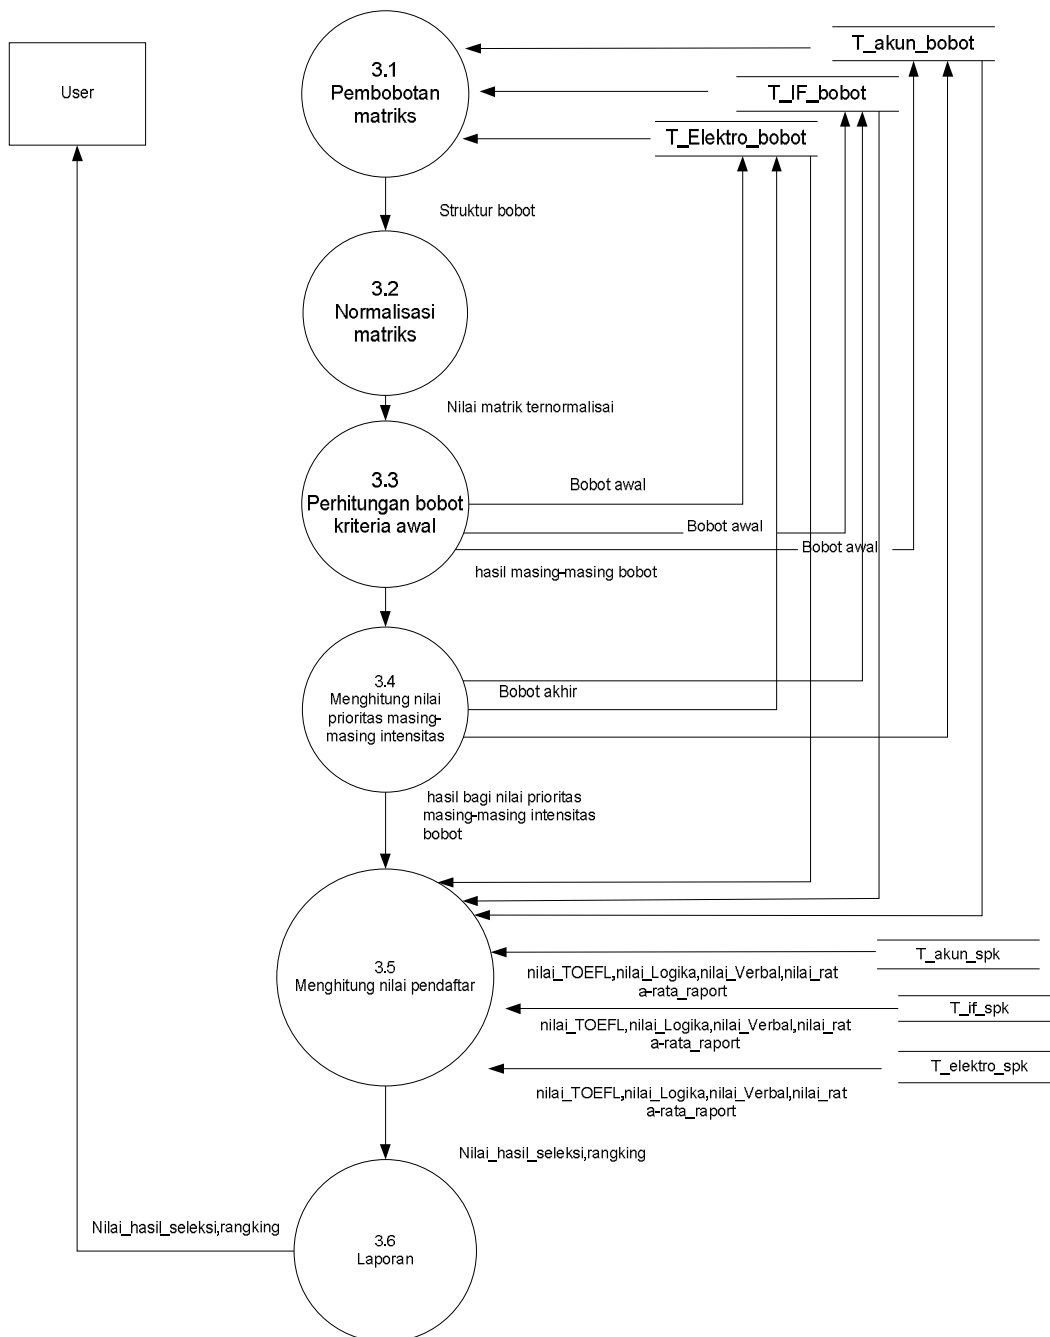 T_akun_bobot
3.1
Pembobotan
matriks
User
T_IF_bobot
T_Elektro_bobot
Struktur bobot
3.2
Normalisasi
matriks
Nilai matrik ternormalisai
3.3
Perhitungan bobot
kriteria awal
Bobot awal
Bobot awal
Bobot awal
hasil masing-masing bobot
3.4
Menghitung nilai
prioritas masing-
masing intensitas
Bobot akhir
hasil bagi nilai prioritas
masing-masing intensitas
bobot
3.5
Menghitung nilai pendaftar
T_akun_spk
nilai_TOEFL,nilai_Logika,nilai_Verbal,nilai_rat
a-rata_raport
T_if_spk
nilai_TOEFL,nilai_Logika,nilai_Verbal,nilai_rat
a-rata_raport
T_elektro_spk
nilai_TOEFL,nilai_Logika,nilai_Verbal,nilai_rat
a-rata_raport
Nilai_hasil_seleksi,rangking
Nilai_hasil_seleksi,rangking
3.6
Laporan